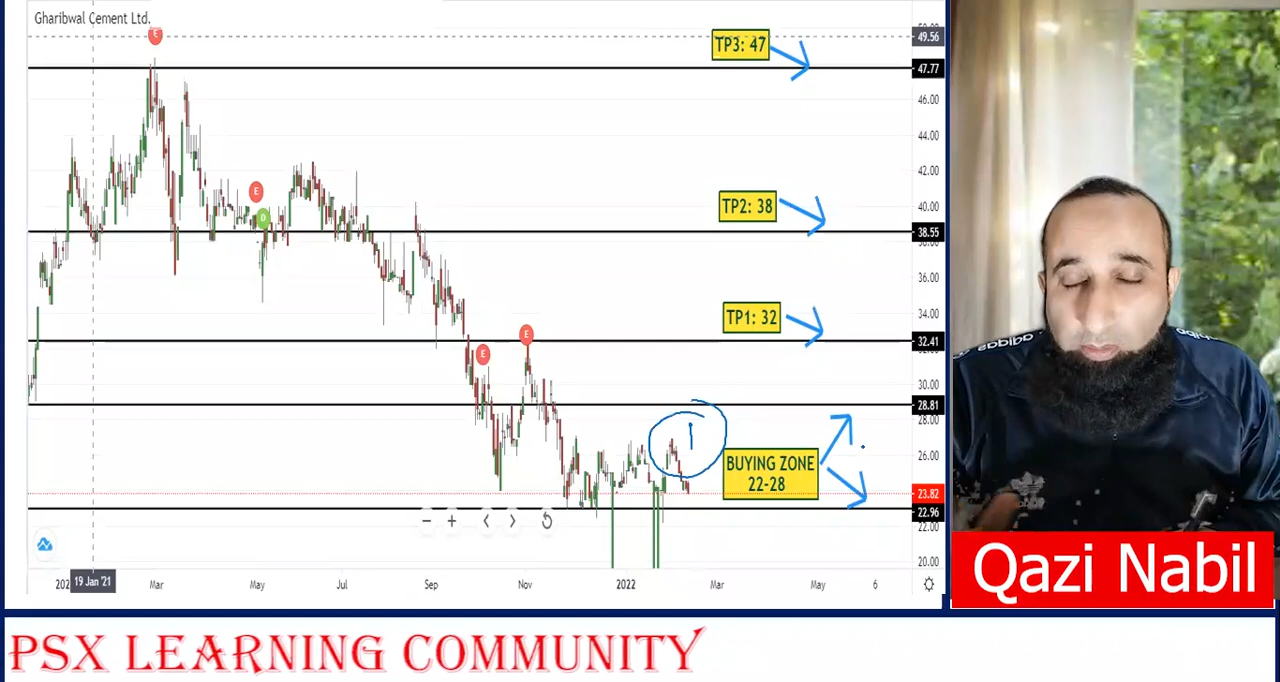 Gharibwal Cement Ltd.
E
TP3: 47
49.56
47.77
46.00
44.00
42.00
E
D
TP2: 38
40.00
38.55
36.00
34.00
TP1: 32
E
E
32.41
30.00
28.81
28.00
26.00
BUYING ZONE
22-28
23.82
22.96
22.00
20.00
19 Jan '21
Mar
May
Jul
Sep
Nov
2022
Mar
May
6
Qazi Nabil
PSX LEARNING COMMUNITY